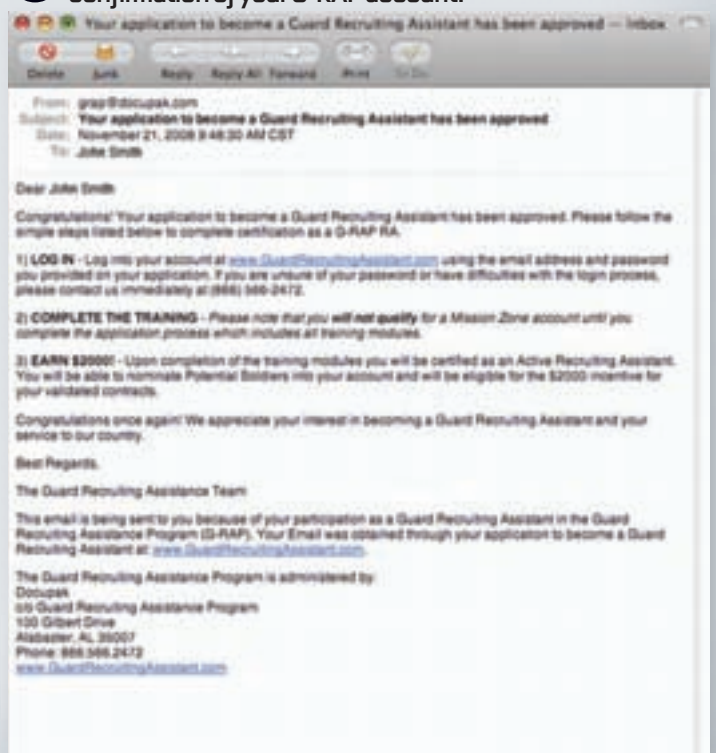 confirmation of your G-RAP account.
Your application to become a Guard Recruiting Assistant has been approved — Inbox
Delete Junk Reply Reply All Forward Print To Do
From: grap@docupak.com
Subject: Your application to become a Guard Recruiting Assistant has been approved
Date: November 21, 2008 9:48:30 AM CST
To: John Smith
Dear John Smith
Congratulations! Your application to become a Guard Recruiting Assistant has been approved. Please follow the
simple steps listed below to complete certification as a G-RAP RA.
1) LOG IN - Log into your account at www.GuardRecruitingAssistant.com using the email address and password
you provided on your application. If you are unsure of your password or have difficulties with the login process,
please contact us immediately at (866) 566-2472.
2) COMPLETE THE TRAINING - Please note that you will not qualify for a Mission Zone account until you
complete the application process which includes all training modules.
3) EARN $2000! - Upon completion of the training modules you will be certified as an Active Recruiting Assistant.
You will be able to nominate Potential Soldiers into your account and will be eligible for the $2000 incentive for
your validated contracts.
Congratulations once again! We appreciate your interest in becoming a Guard Recruiting Assistant and your
service to our country.
Best Regards,
The Guard Recruiting Assistance Team
This email is being sent to you because of your participation as a Guard Recruiting Assistant in the Guard
Recruiting Assistance Program (G-RAP). Your Email was obtained through your application to become a Guard
Recruiting Assistant at: www.GuardRecruitingAssistant.com.
The Guard Recruiting Assistance Program is administered by:
Docupak
c/o Guard Recruiting Assistance Program
100 Gilbert Drive
Alabaster, AL 35007
Phone: 866.566.2472
www.GuardRecruitingAssistant.com